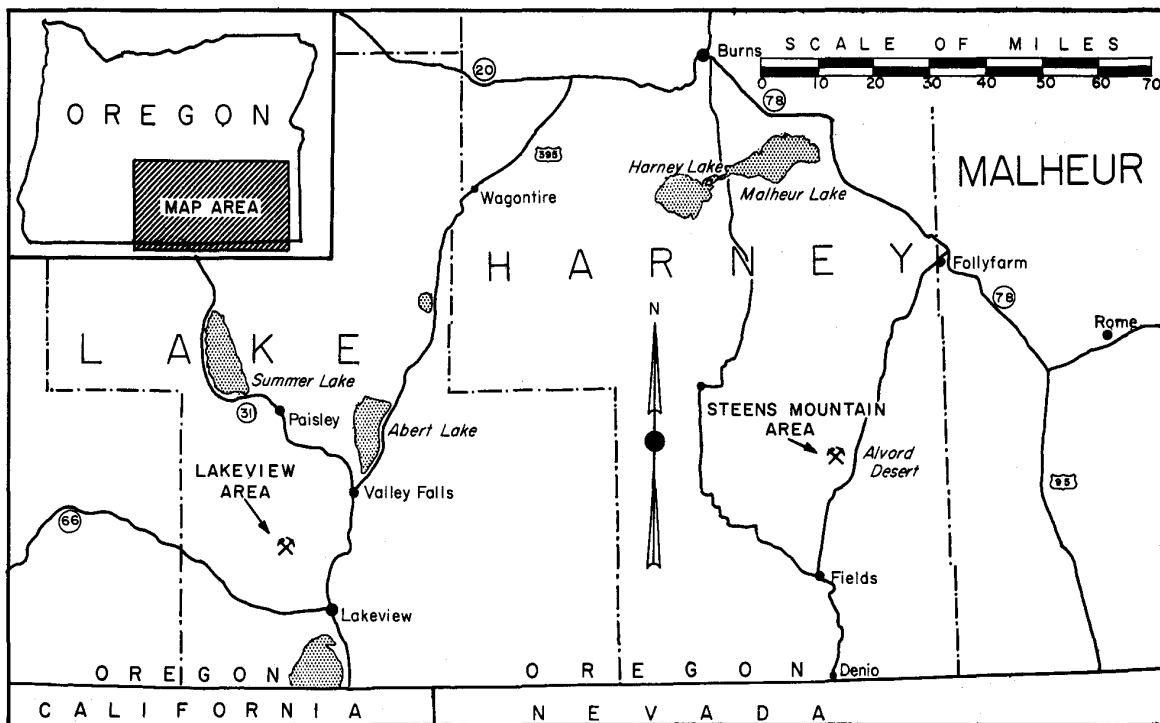 OREGON
MAP AREA
SCALE OF MILES
0 10 20 30 40 50 60 70
Burns
20
78
395
Harney Lake
Malheur Lake
MALHEUR
Wagontire
HARNEY
Follyfarm
78
Rome
LAKE
Summer Lake
31
Paisley
Abert Lake
N
STEENS MOUNTAIN
AREA
Alvord
Desert
LAKEVIEW
AREA
Valley Falls
95
66
Fields
Lakeview
OREGON
OREGON
Denio
CALIFORNIA
NEVADA